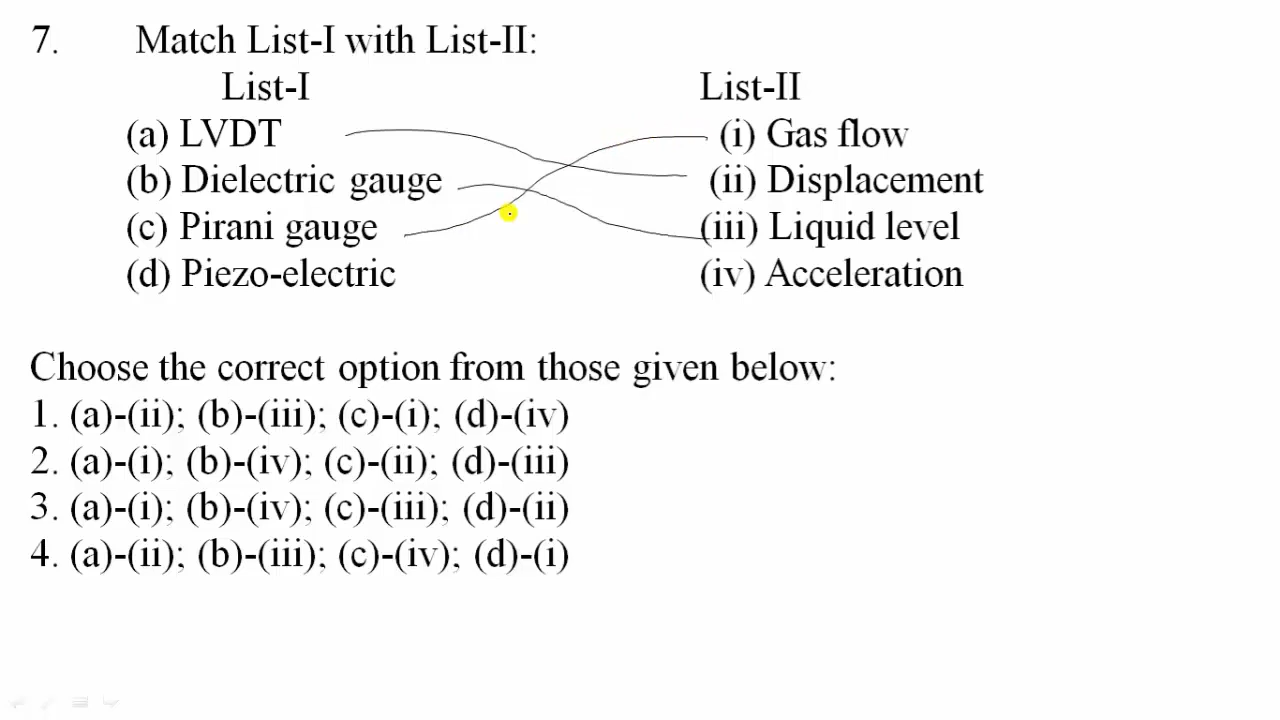 7. Match List-I with List-II:
List-I List-II
(a) LVDT (i) Gas flow
(b) Dielectric gauge (ii) Displacement
(c) Pirani gauge (iii) Liquid level
(d) Piezo-electric (iv) Acceleration
Choose the correct option from those given below:
1. (a)-(ii); (b)-(iii); (c)-(i); (d)-(iv)
2. (a)-(i); (b)-(iv); (c)-(ii); (d)-(iii)
3. (a)-(i); (b)-(iv); (c)-(iii); (d)-(ii)
4. (a)-(ii); (b)-(iii); (c)-(iv); (d)-(i)